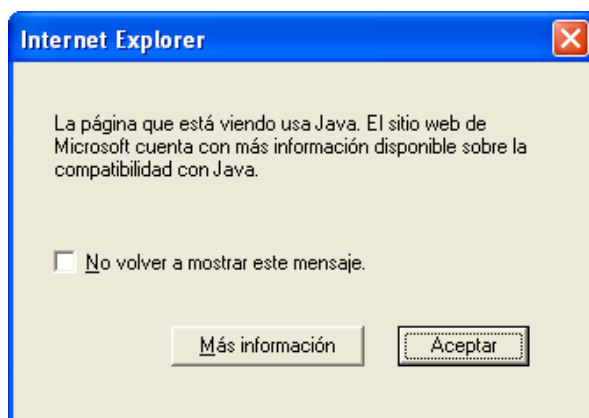 Internet Explorer
La página que está viendo usa Java. El sitio web de
Microsoft cuenta con más información disponible sobre la
compatibilidad con Java.
No volver a mostrar este mensaje.
Más información
Aceptar